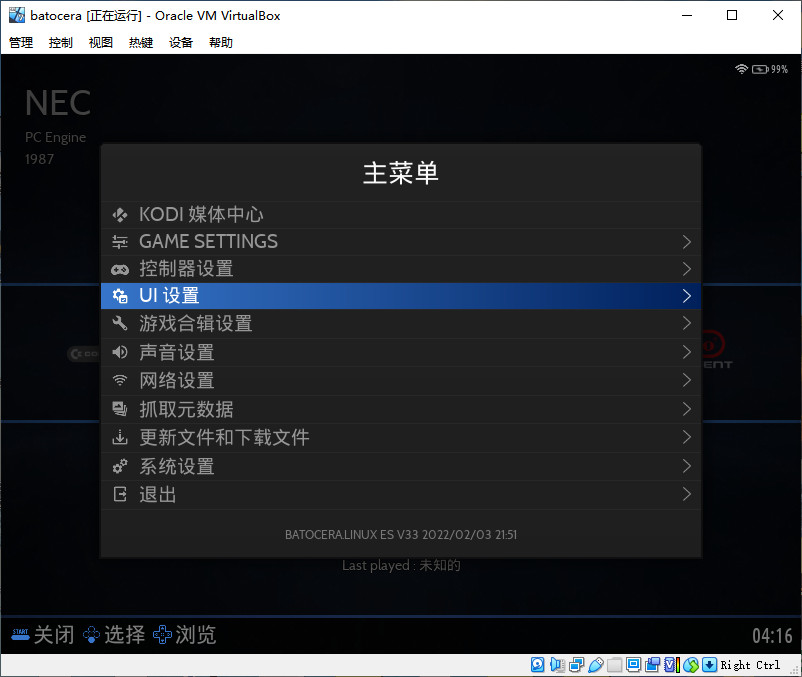 batocera [正在运行] - Oracle VM VirtualBox
管理 控制 视图 热键 设备 帮助
99%
NEC
PC Engine
1987
主菜单
KODI 媒体中心
GAME SETTINGS
控制器设置
UI 设置
游戏合辑设置
声音设置
网络设置
抓取元数据
更新文件和下载文件
系统设置
退出
BATOCERA.LINUX ES V33 2022/02/03 21:51
Last played : 未知的
START 关闭 选择 浏览 04:16
Right Ctrl